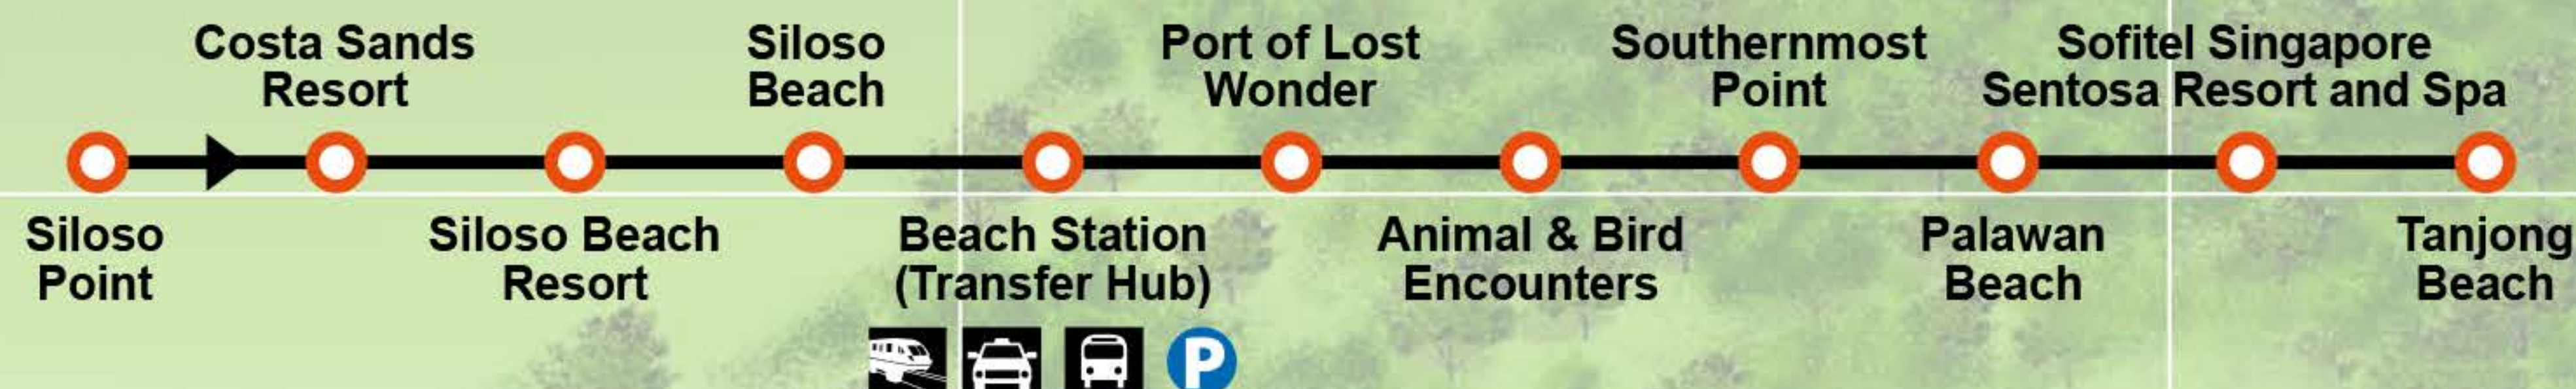 Costa Sands
Resort
Siloso
Beach
Port of Lost
Wonder
Southernmost
Point
Sofitel Singapore
Sentosa Resort and Spa
Siloso
Point
Siloso Beach
Resort
Beach Station
(Transfer Hub)
Animal & Bird
Encounters
Palawan
Beach
Tanjong
Beach
P